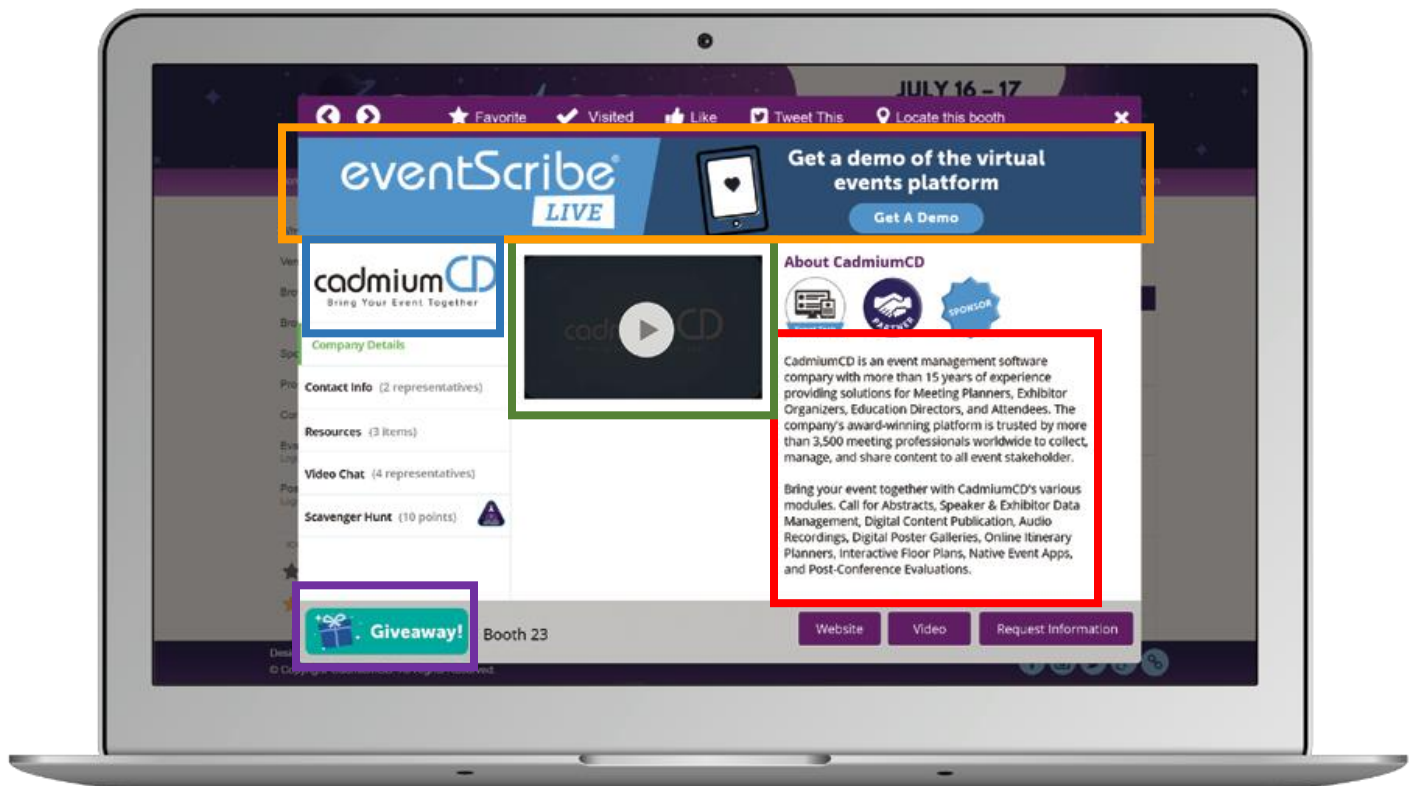 JULY 16 – 17
Favorite
Visited
Like
Tweet This
Locate this booth
eventScribe®
LIVE
Get a demo of the virtual
events platform
Get A Demo
cadmiumCD
Bring Your Event Together
Company Details
Contact Info (2 representatives)
Resources (3 items)
Video Chat (4 representatives)
Scavenger Hunt (10 points)
About CadmiumCD
PARTNER
SPONSOR
CadmiumCD is an event management software
company with more than 15 years of experience
providing solutions for Meeting Planners, Exhibitor
Organizers, Education Directors, and Attendees. The
company's award-winning platform is trusted by more
than 3,500 meeting professionals worldwide to collect,
manage, and share content to all event stakeholder.
Bring your event together with CadmiumCD's various
modules. Call for Abstracts, Speaker & Exhibitor Data
Management, Digital Content Publication, Audio
Recordings, Digital Poster Galleries, Online Itinerary
Planners, Interactive Floor Plans, Native Event Apps,
and Post-Conference Evaluations.
Giveaway!
Booth 23
Website
Video
Request Information
All Rights Reserved.